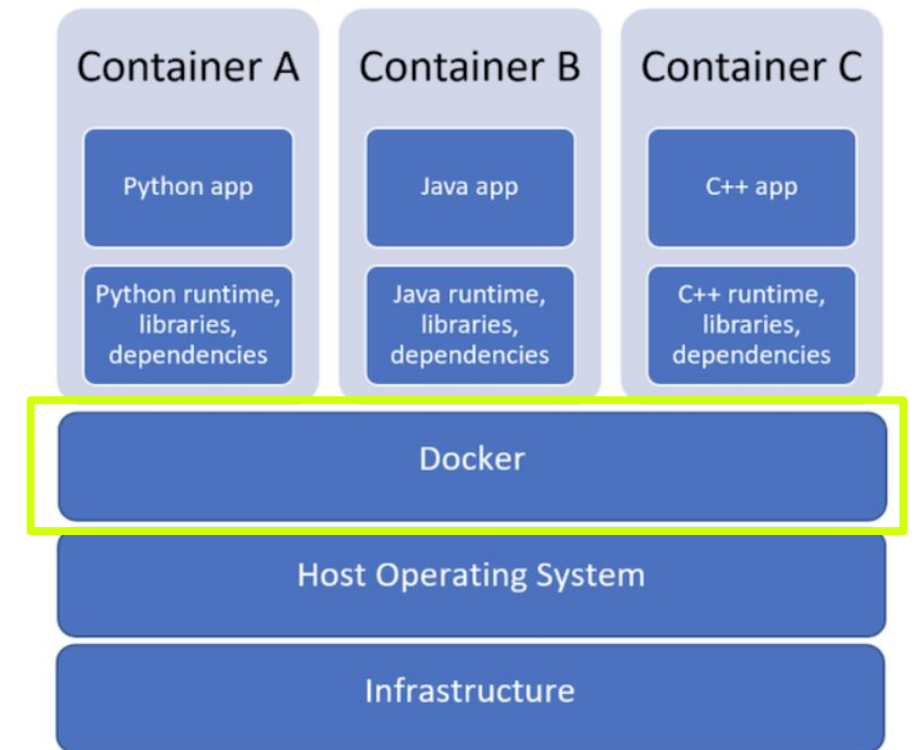 Container A
Container B
Container C
Python app
Java app
C++ app
Python runtime,
libraries,
dependencies
Java runtime,
libraries,
dependencies
C++ runtime,
libraries,
dependencies
Docker
Host Operating System
Infrastructure